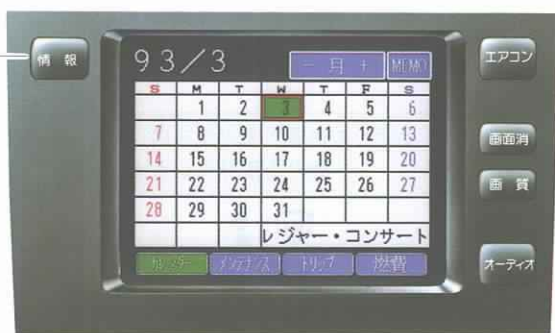 情報
エアコン
画面消
画質
オーディオ
93/3
- 月 + MEMO
S M T W T F S
1 2 3 4 5 6
7 8 9 10 11 12 13
14 15 16 17 18 19 20
21 22 23 24 25 26 27
28 29 30 31
レジャー・コンサート
カレンダー メンテナンス トリップ 燃費